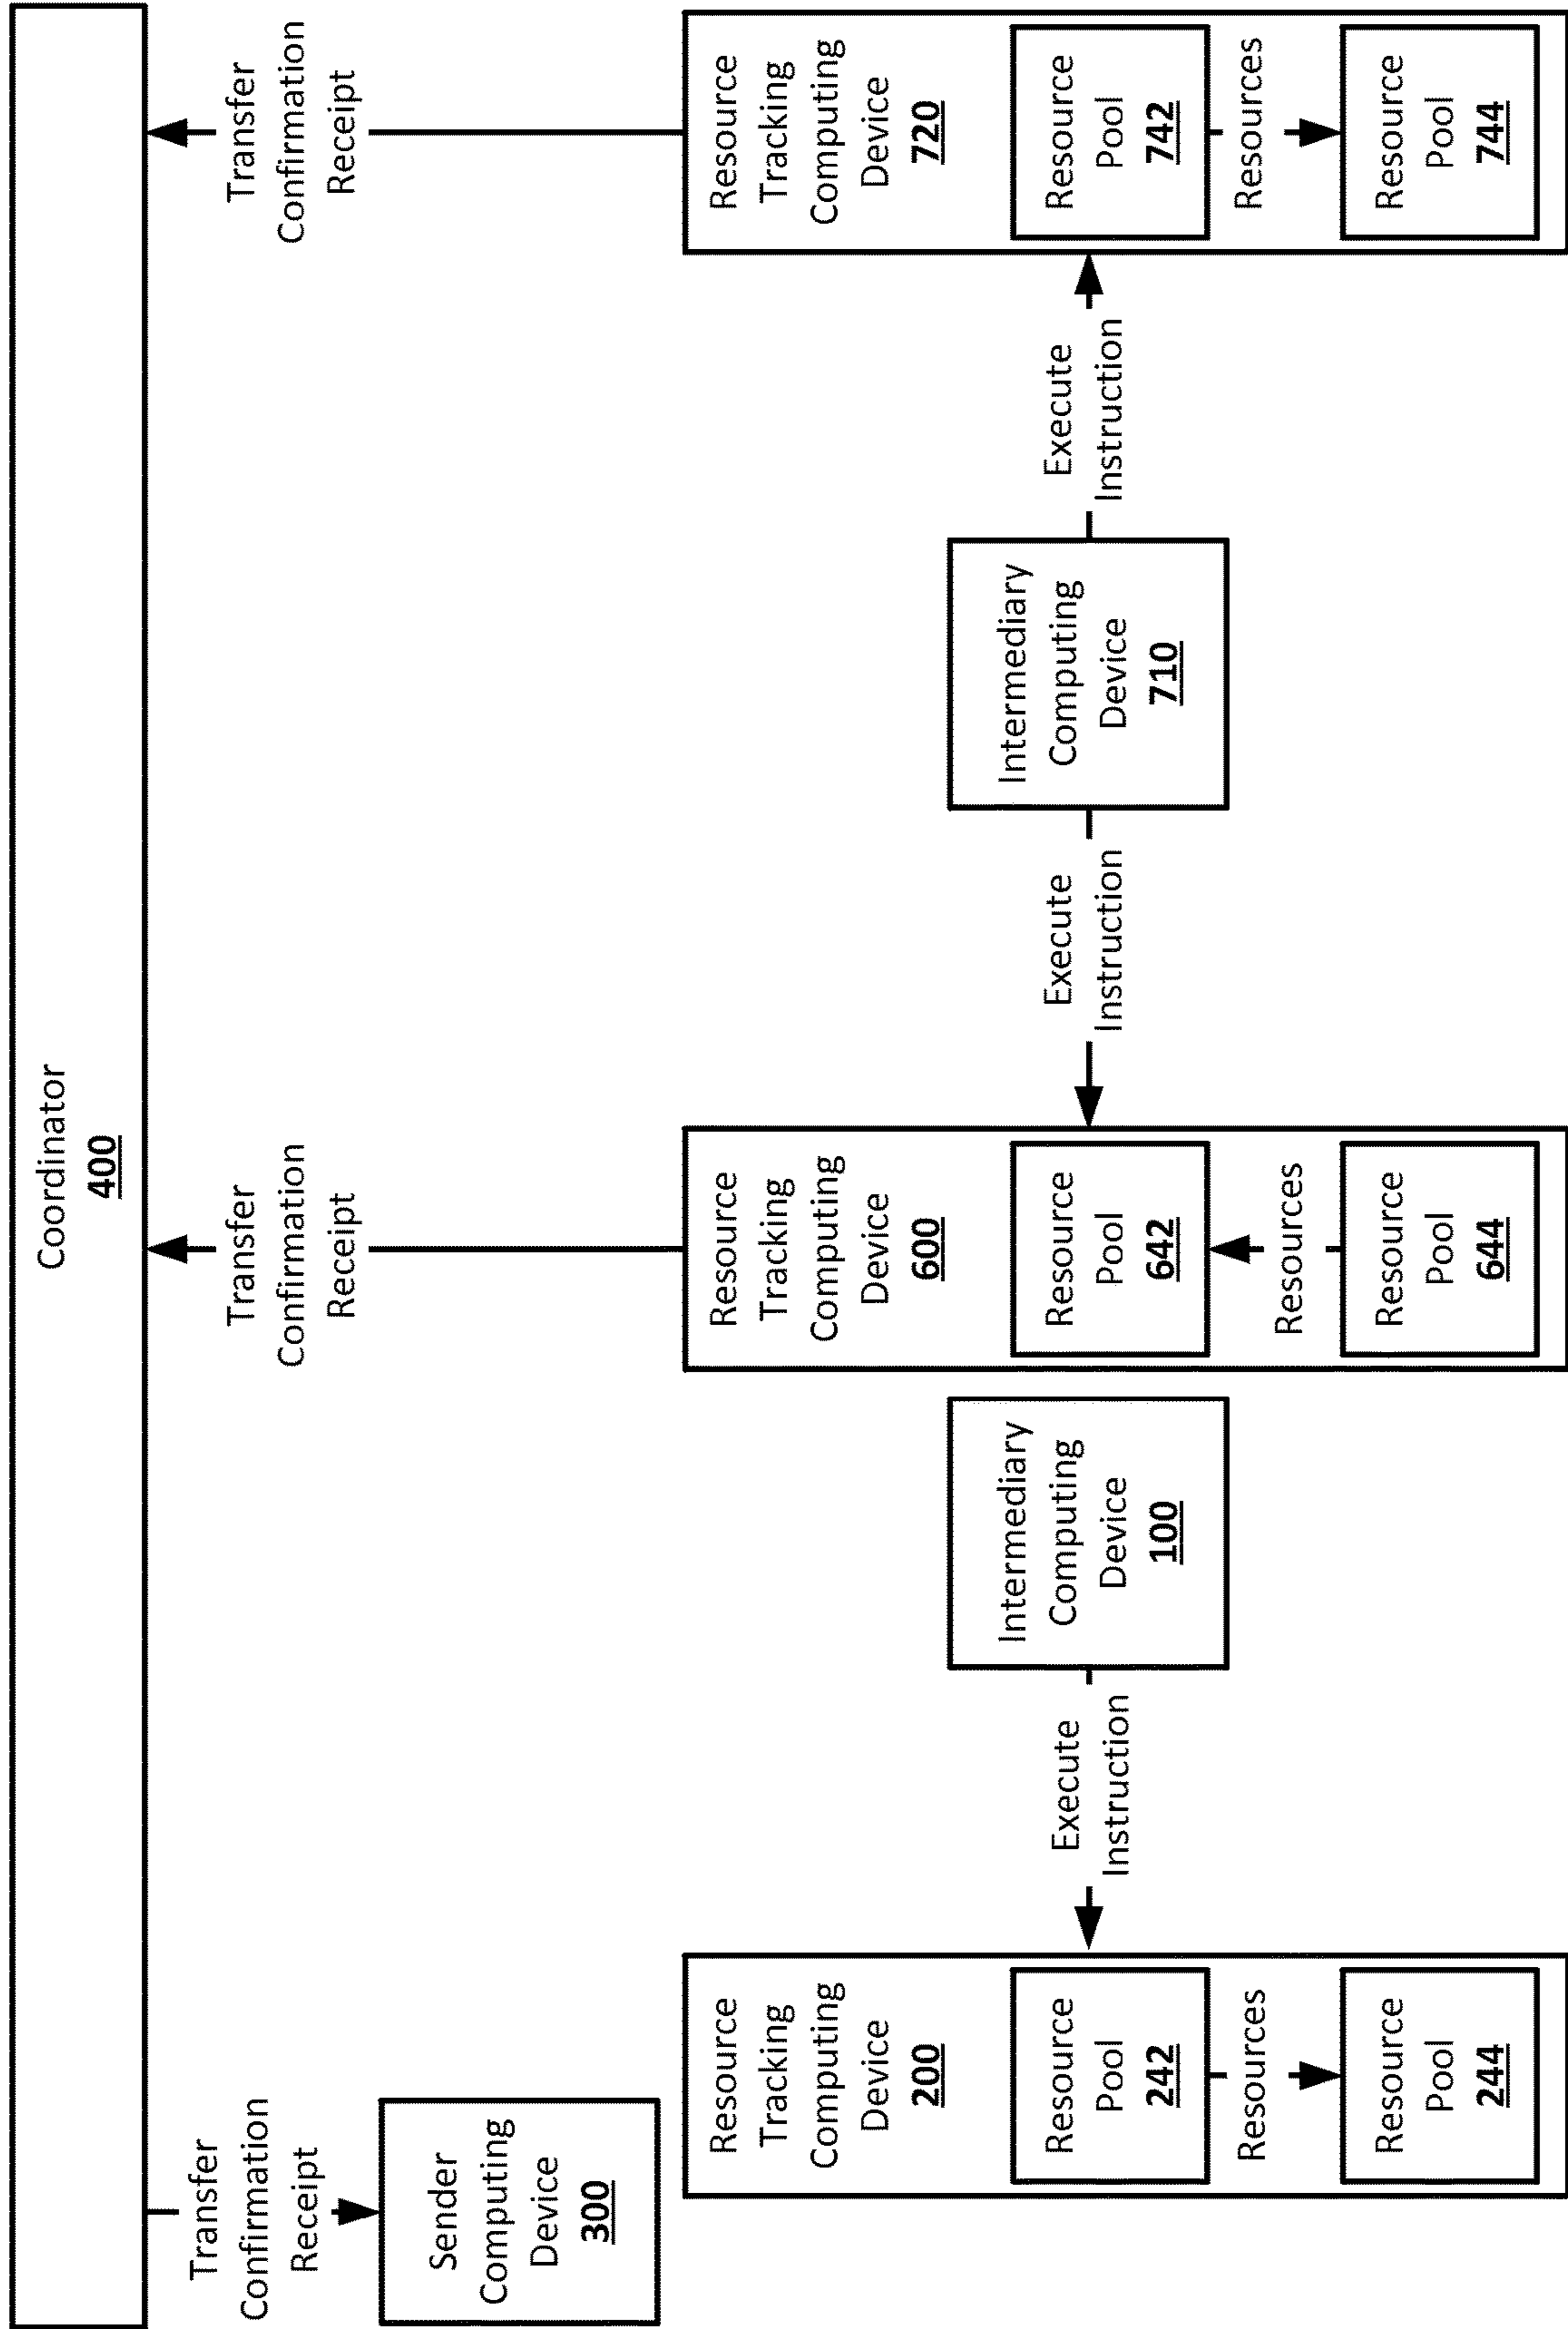 Coordinator
400
Transfer
Confirmation
Receipt
Transfer
Confirmation
Receipt
Transfer
Confirmation
Receipt
Sender
Computing
Device
300
Resource
Tracking
Computing
Device
200
Resource
Pool
242
Resources
Resource
Pool
244
Execute
Instruction
Intermediary
Computing
Device
100
Resource
Tracking
Computing
Device
600
Resource
Pool
642
Resources
Resource
Pool
644
Execute
Instruction
Intermediary
Computing
Device
710
Execute
Instruction
Resource
Tracking
Computing
Device
720
Resource
Pool
742
Resources
Resource
Pool
744